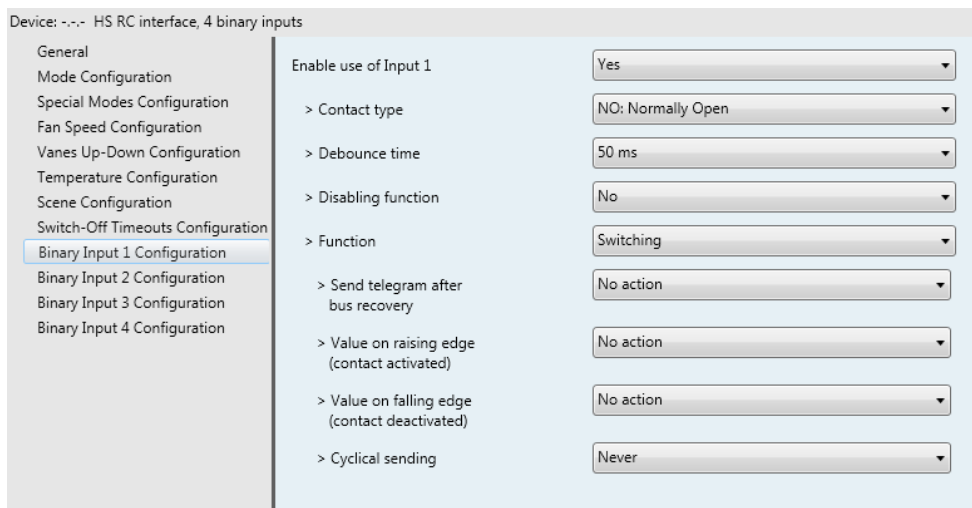 Device: -.-.- HS RC interface, 4 binary inputs
General
Mode Configuration
Special Modes Configuration
Fan Speed Configuration
Vanes Up-Down Configuration
Temperature Configuration
Scene Configuration
Switch-Off Timeouts Configuration
Binary Input 1 Configuration
Binary Input 2 Configuration
Binary Input 3 Configuration
Binary Input 4 Configuration
Enable use of Input 1 Yes
> Contact type NO: Normally Open
> Debounce time 50 ms
> Disabling function No
> Function Switching
> Send telegram after No action
bus recovery
> Value on raising edge No action
(contact activated)
> Value on falling edge No action
(contact deactivated)
> Cyclical sending Never